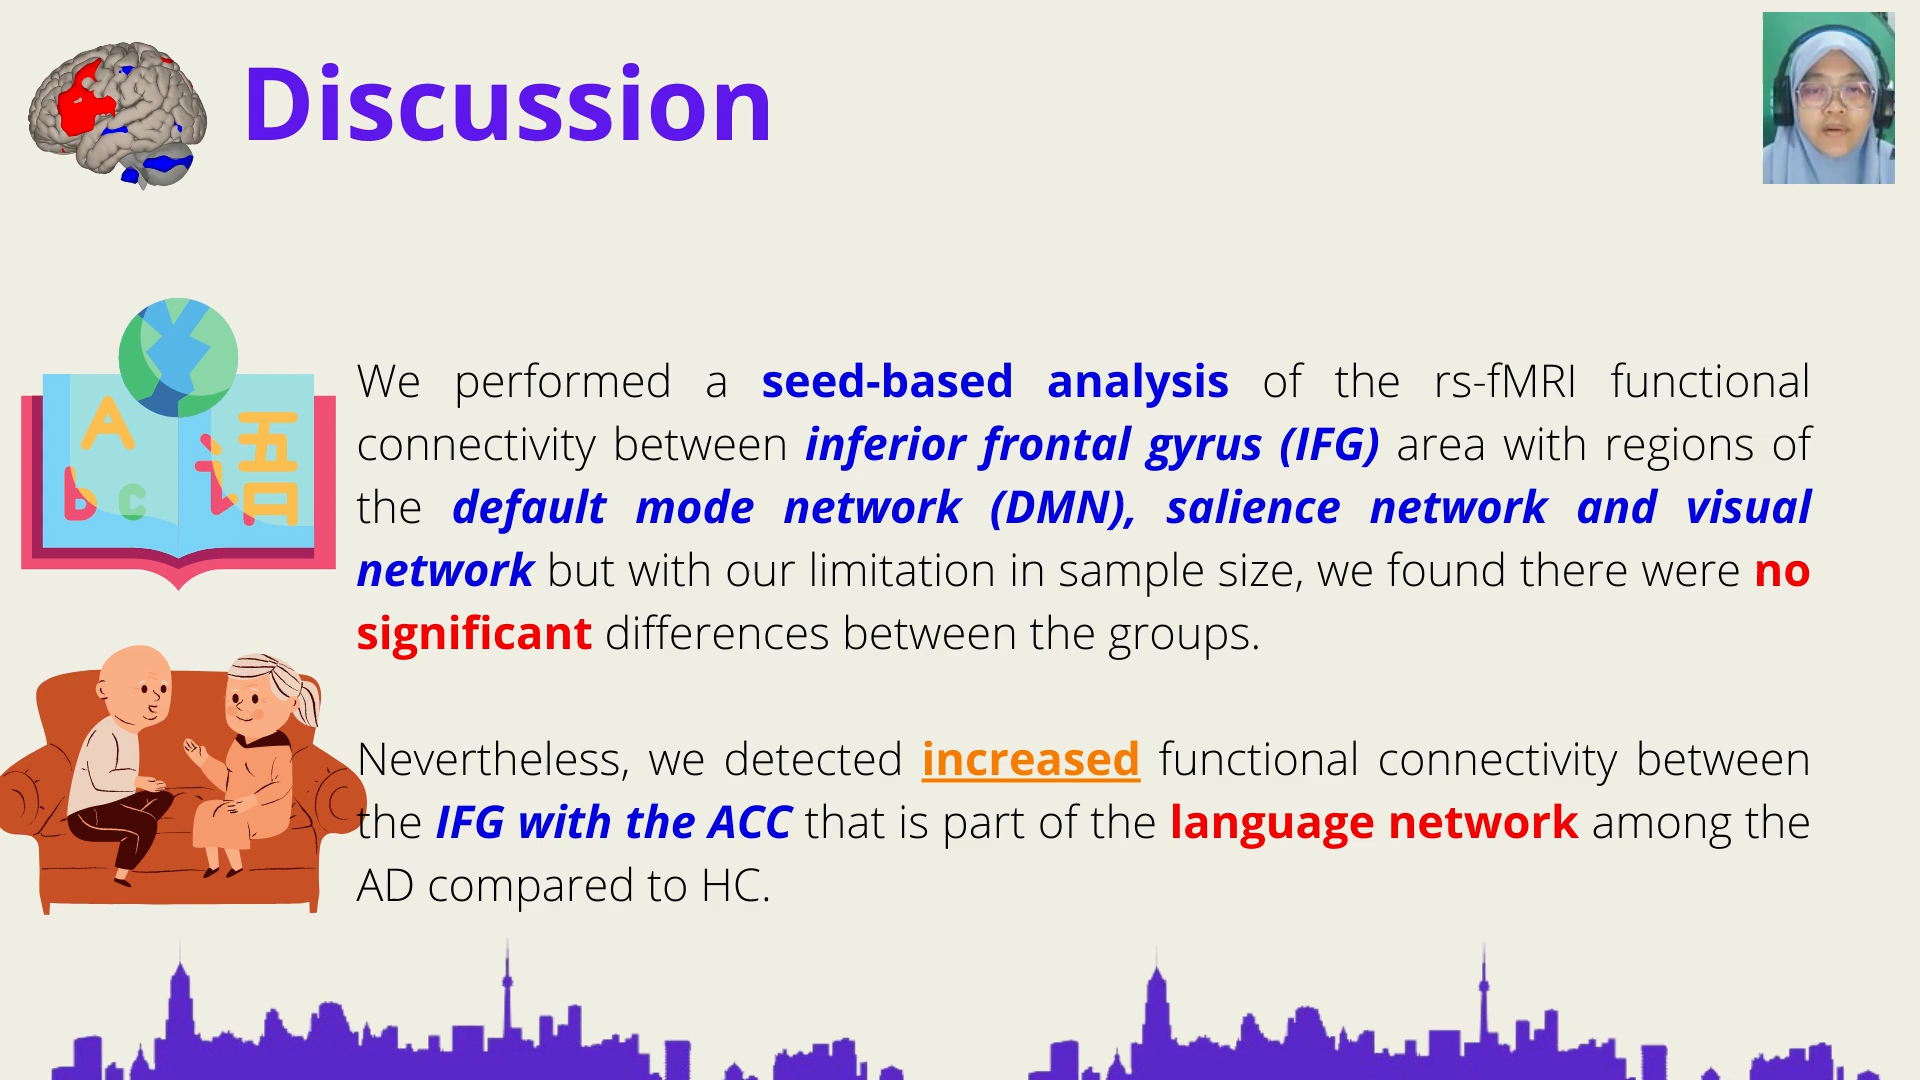 Discussion
We performed a seed-based analysis of the rs-fMRI functional
connectivity between inferior frontal gyrus (IFG) area with regions of
the default mode network (DMN), salience network and visual
network but with our limitation in sample size, we found there were no
significant differences between the groups.
Nevertheless, we detected increased functional connectivity between
the IFG with the ACC that is part of the language network among the
AD compared to HC.
A
b c
语